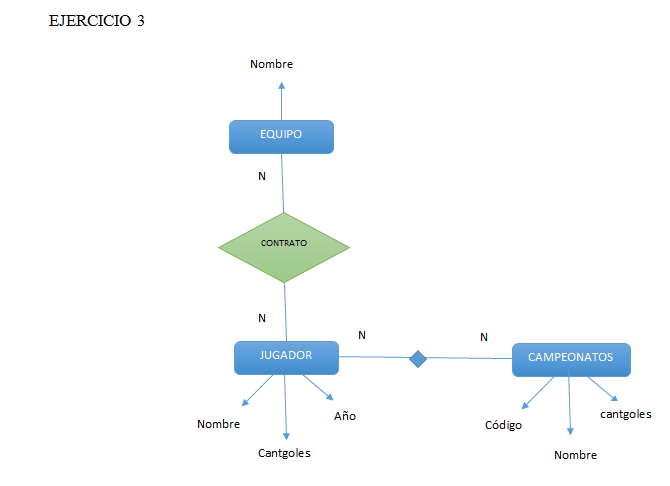 EJERCICIO 3
Nombre
EQUIPO
N
CONTRATO
N
JUGADOR
N
N
CAMPEONATOS
Nombre
Cantgoles
Año
Código
Nombre
cantgoles